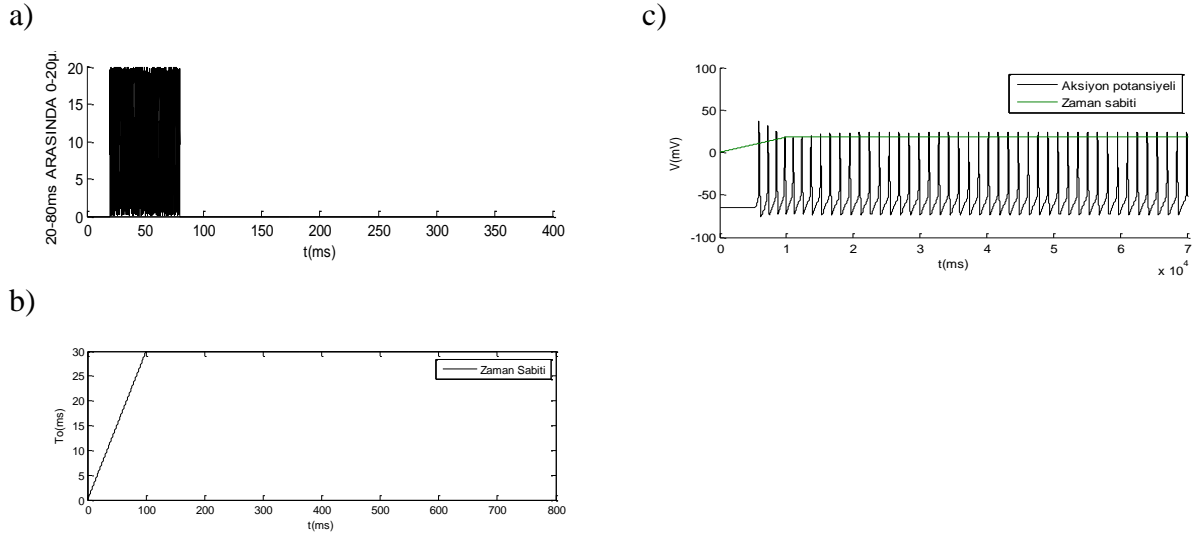 a)
20-80ms ARASINDA 0-20µ.
20
15
10
5
0
0 50 100 150 200 250 300 350 400
t(ms)
b)
To(ms)
30
25
20
15
10
5
0
Zaman Sabiti
0 100 200 300 400 500 600 700 800
t(ms)
c)
V(mV)
100
50
0
-50
-100
Aksiyon potansiyeli
Zaman sabiti
0 1 2 3 4 5 6 7
t(ms)
x 10^4